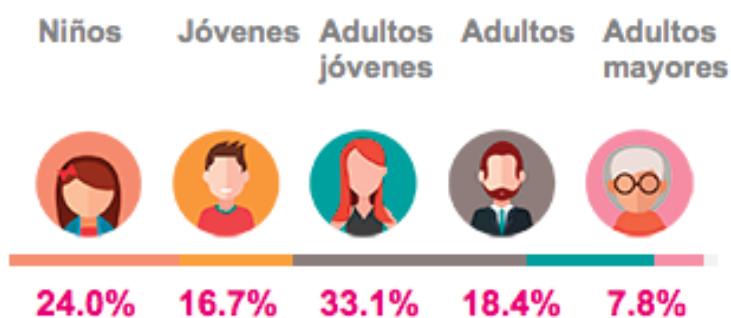 Niños Jóvenes Adultos jóvenes Adultos Adultos mayores
24.0% 16.7% 33.1% 18.4% 7.8%